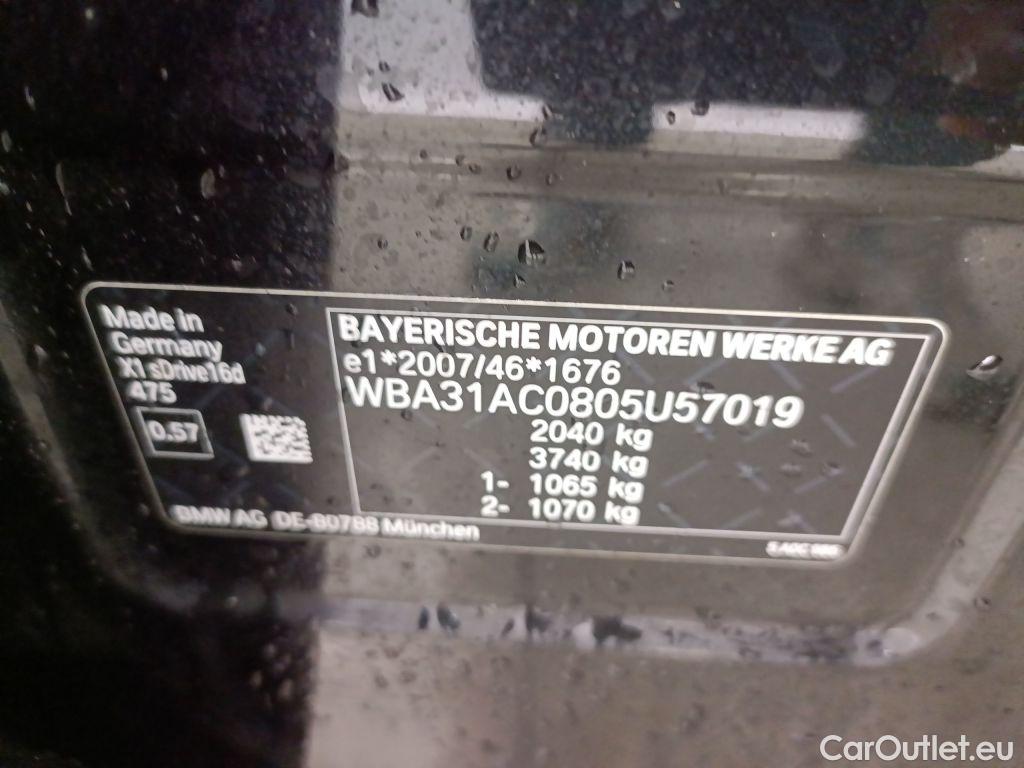 Made in
Germany
X1 sDrive16d
475
0.57
BAYERISCHE MOTOREN WERKE AG
e1*2007/46*1676
WBA31AC0805U57019
2040 kg
3740 kg
1- 1065 kg
2- 1070 kg
BMW AG DE-80788 München
CarOutlet.eu